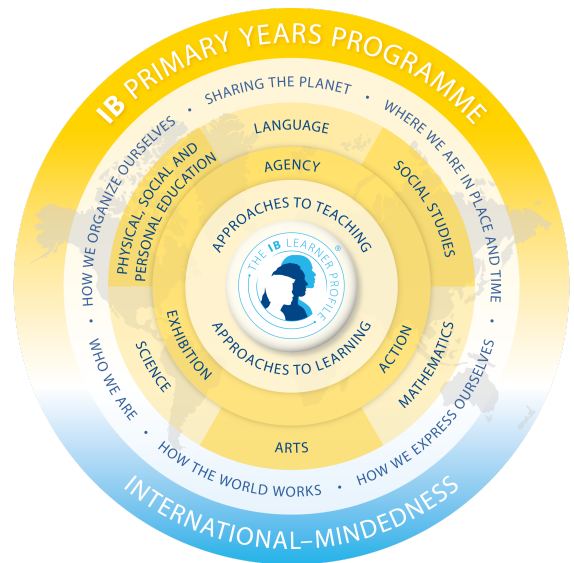 IB PRIMARY YEARS PROGRAMME
SHARING THE PLANET
WHERE WE ARE IN PLACE AND TIME
HOW WE EXPRESS OURSELVES
HOW THE WORLD WORKS
WHO WE ARE
HOW WE ORGANIZE OURSELVES
LANGUAGE
SOCIAL STUDIES
MATHEMATICS
ARTS
SCIENCE
PHYSICAL, SOCIAL AND
PERSONAL EDUCATION
AGENCY
ACTION
EXHIBITION
APPROACHES TO TEACHING
APPROACHES TO LEARNING
THE IB LEARNER PROFILE ®
INTERNATIONAL–MINDEDNESS